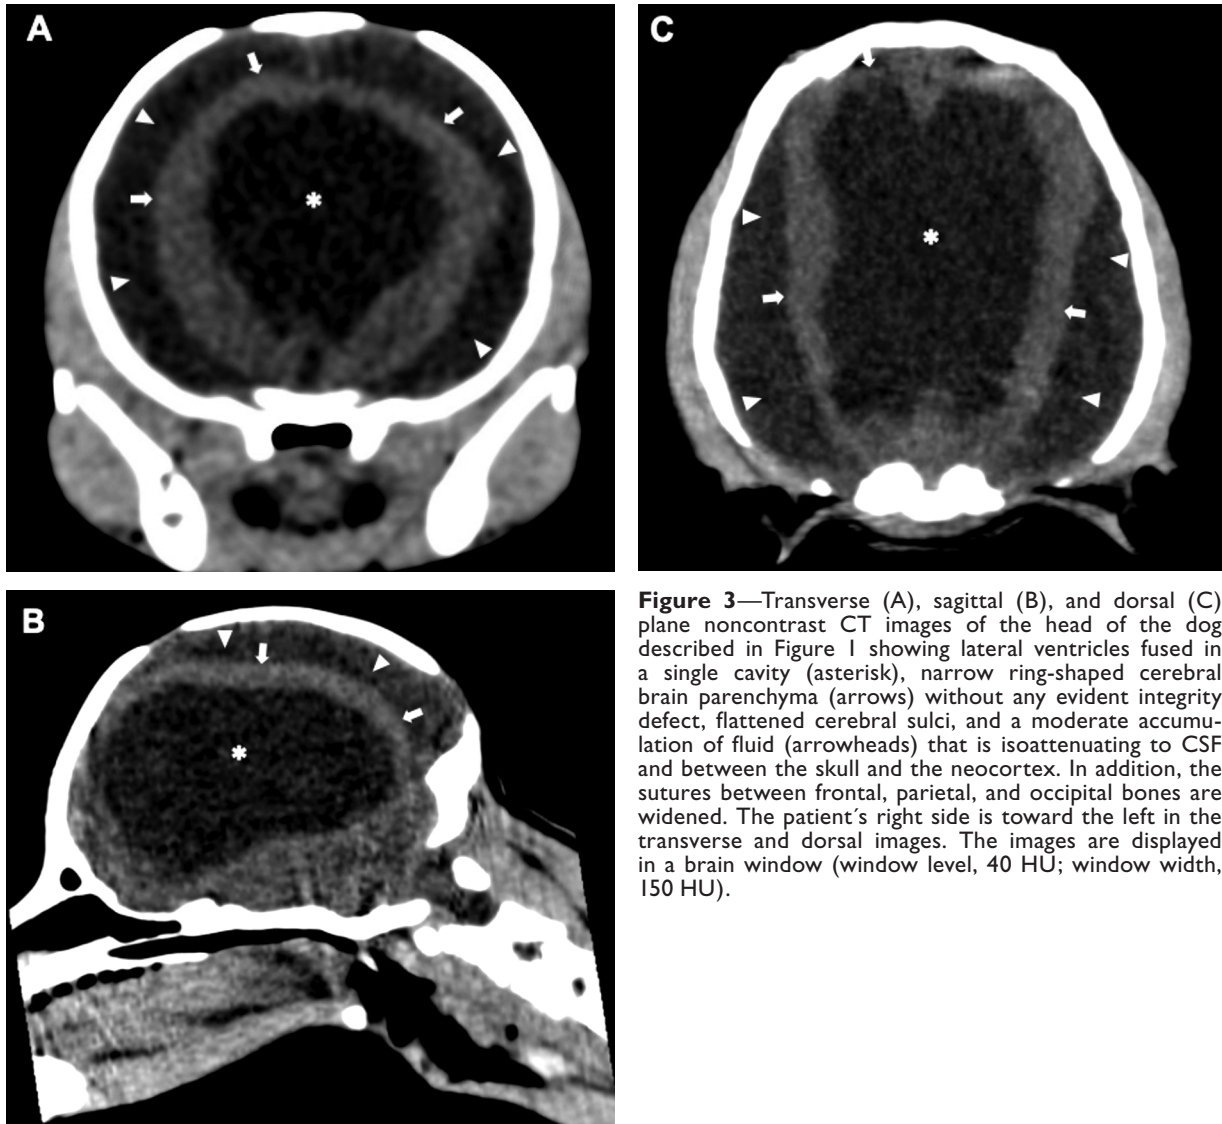 A
C
B
Figure 3—Transverse (A), sagittal (B), and dorsal (C)
plane noncontrast CT images of the head of the dog
described in Figure 1 showing lateral ventricles fused in
a single cavity (asterisk), narrow ring-shaped cerebral
brain parenchyma (arrows) without any evident integrity
defect, flattened cerebral sulci, and a moderate accumu-
lation of fluid (arrowheads) that is isoattenuating to CSF
and between the skull and the neocortex. In addition, the
sutures between frontal, parietal, and occipital bones are
widened. The patient´s right side is toward the left in the
transverse and dorsal images. The images are displayed
in a brain window (window level, 40 HU; window width,
150 HU).